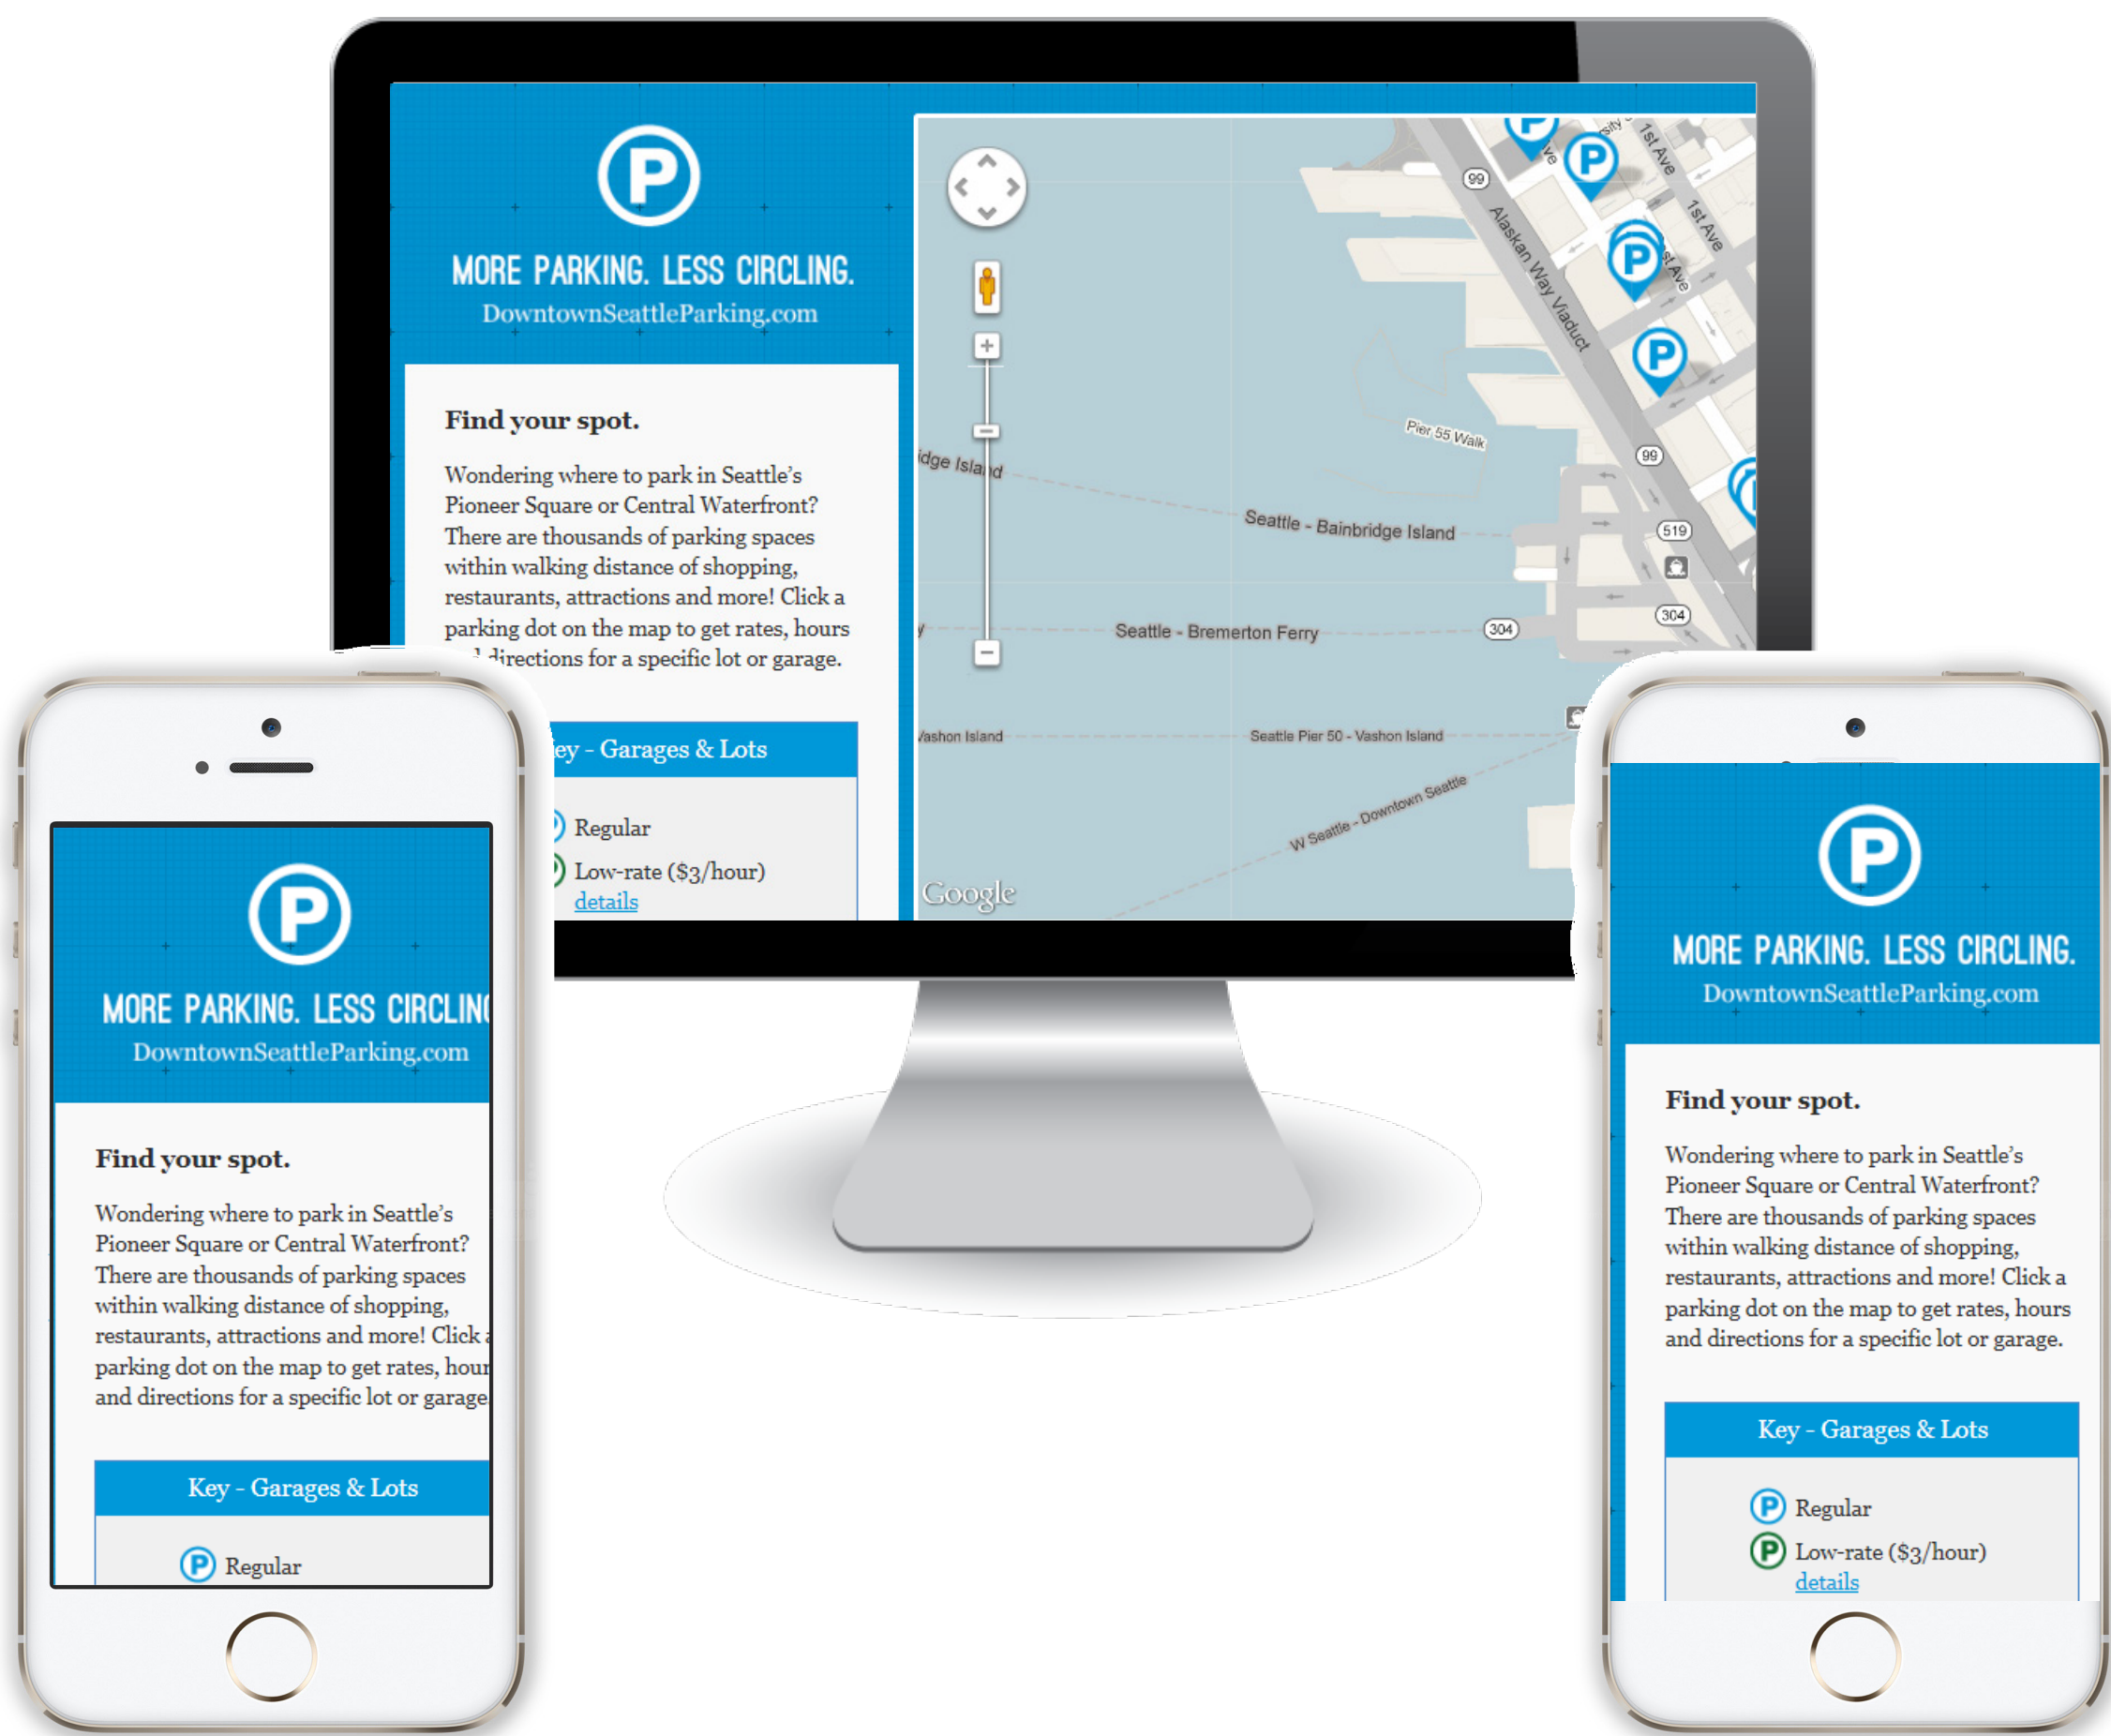 P
MORE PARKING. LESS CIRCLING.
DowntownSeattleParking.com
Find your spot.
Wondering where to park in Seattle's
Pioneer Square or Central Waterfront?
There are thousands of parking spaces
within walking distance of shopping,
restaurants, attractions and more! Click a
parking dot on the map to get rates, hours
directions for a specific lot or garage.
ey - Garages & Lots
Regular
Low-rate ($3/hour)
details
P
P
P
P
1st Ave
1st Ave
st Ave
ve
99
Alaskan Way Viaduct
Pier 55 Walk
99
idge Island
Seattle - Bainbridge Island
519
304
y
Seattle - Bremerton Ferry
304
Vashon Island
Seattle Pier 50 - Vashon Island
W Seattle - Downtown Seattle
Google
P
MORE PARKING. LESS CIRCLING
DowntownSeattleParking.com
Find your spot.
Wondering where to park in Seattle's
Pioneer Square or Central Waterfront?
There are thousands of parking spaces
within walking distance of shopping,
restaurants, attractions and more! Click a
parking dot on the map to get rates, hour
and directions for a specific lot or garage.
Key - Garages & Lots
P Regular
P
MORE PARKING. LESS CIRCLING.
DowntownSeattleParking.com
Find your spot.
Wondering where to park in Seattle's
Pioneer Square or Central Waterfront?
There are thousands of parking spaces
within walking distance of shopping,
restaurants, attractions and more! Click a
parking dot on the map to get rates, hours
and directions for a specific lot or garage.
Key - Garages & Lots
P Regular
P Low-rate ($3/hour)
details